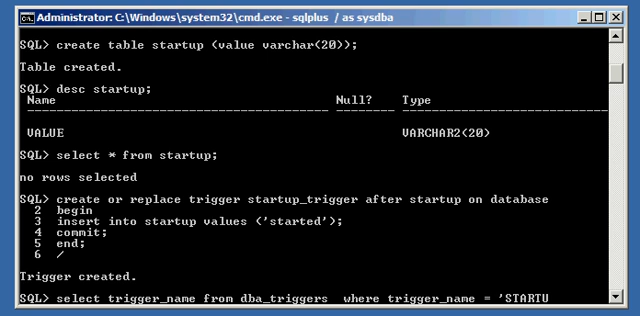 Administrator: C:\Windows\system32\cmd.exe - sqlplus / as sysdba
SQL> create table startup (value varchar(20));
Table created.
SQL> desc startup;
Name Null? Type
----------------------------------------- -------- ----------------------------
VALUE VARCHAR2(20)
SQL> select * from startup;
no rows selected
SQL> create or replace trigger startup_trigger after startup on database
2 begin
3 insert into startup values ('started');
4 commit;
5 end;
6 /
Trigger created.
SQL> select trigger_name from dba_triggers where trigger_name = 'STARTU